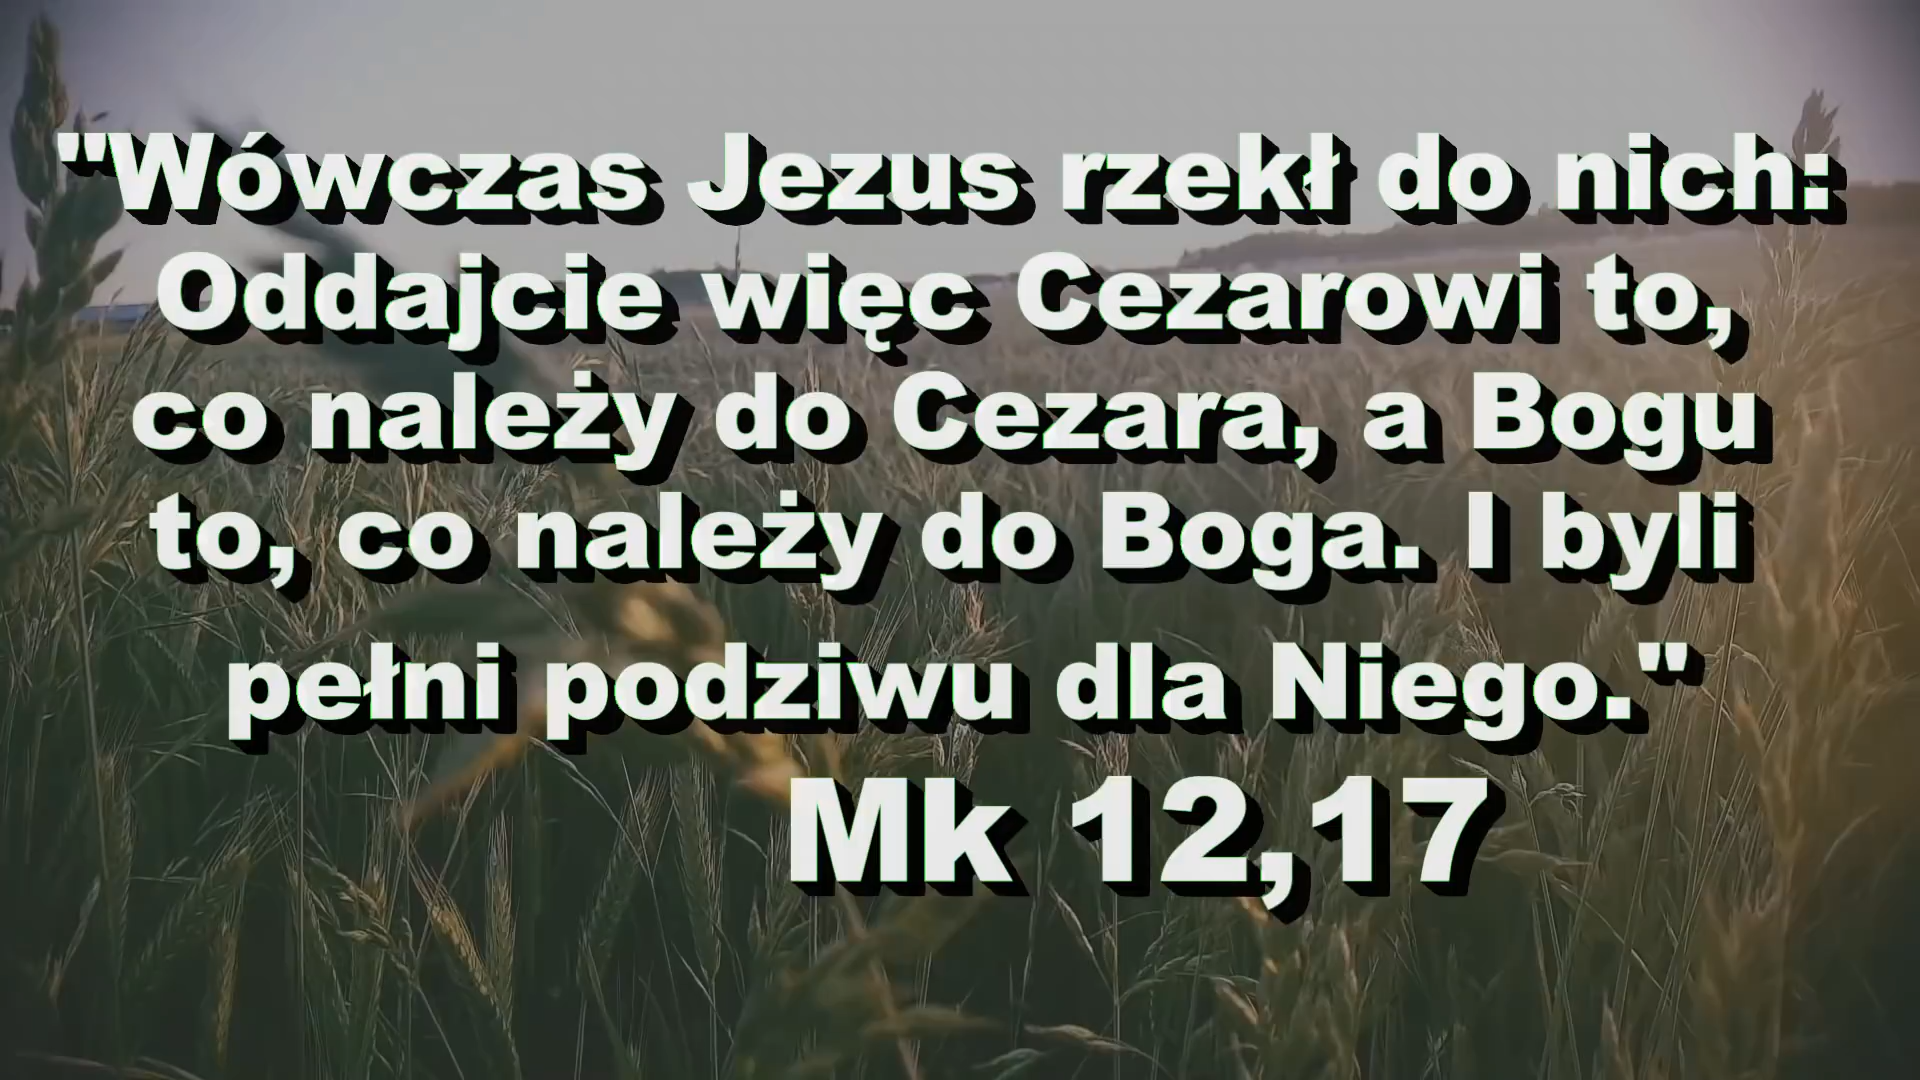 "Wówczas Jezus rzekł do nich:
Oddajcie więc Cezarowi to,
co należy do Cezara, a Bogu
to, co należy do Boga. I byli
pełni podziwu dla Niego."
Mk 12,17